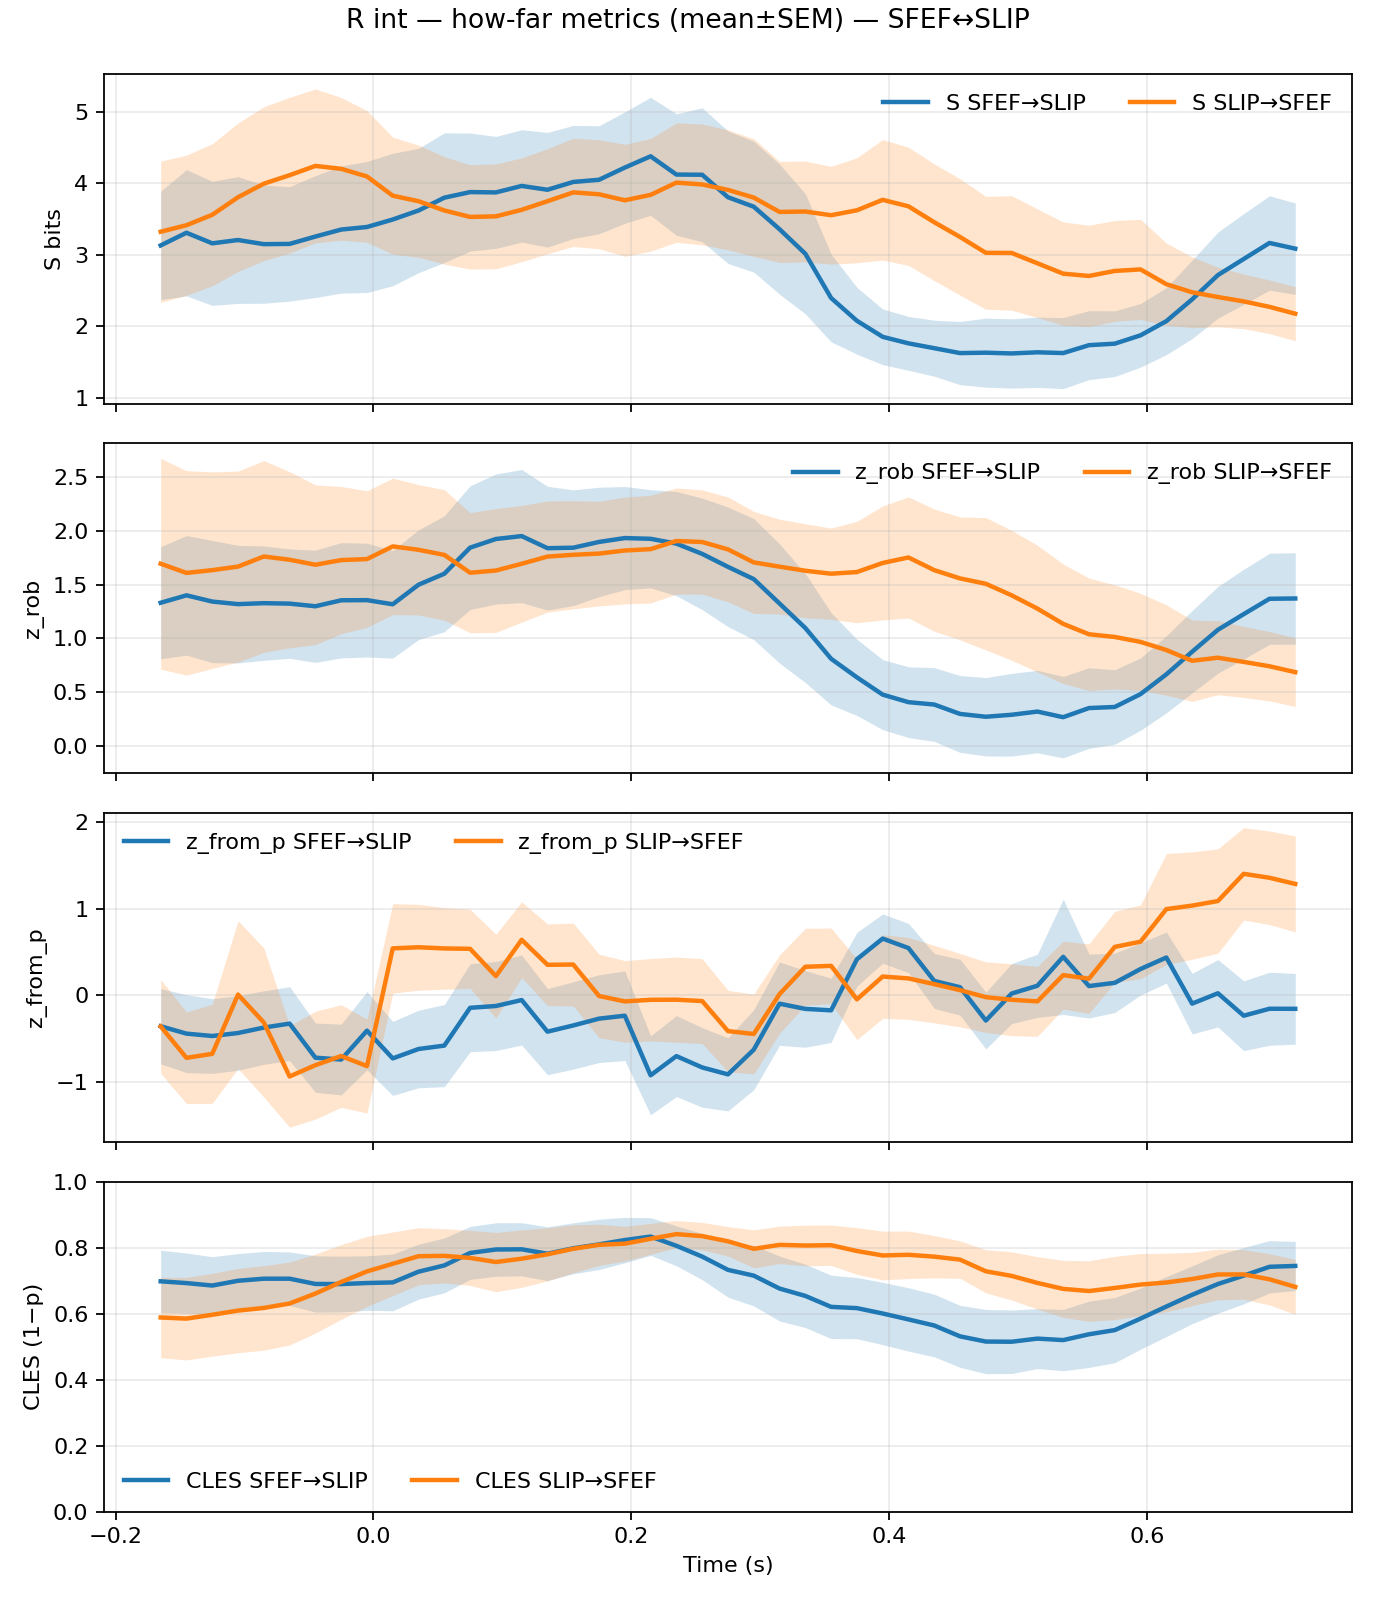 R int — how-far metrics (mean±SEM) — SFEF↔SLIP
S SFEF→SLIP S SLIP→SFEF
5
4
3
2
1
S bits
z_rob SFEF→SLIP z_rob SLIP→SFEF
2.5
2.0
1.5
1.0
0.5
0.0
z_rob
z_from_p SFEF→SLIP z_from_p SLIP→SFEF
2
1
0
−1
z_from_p
1.0
0.8
0.6
0.4
0.2
0.0
CLES (1−p)
CLES SFEF→SLIP CLES SLIP→SFEF
−0.2 0.0 0.2 0.4 0.6
Time (s)